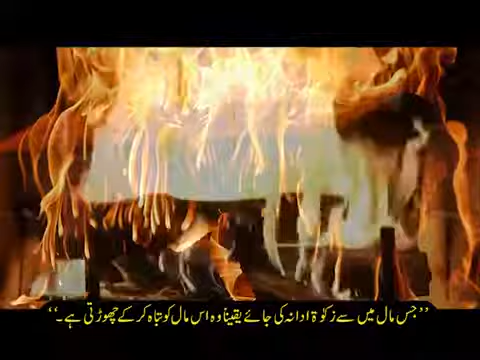 ’’جس مال میں سے زکوٰۃ ادا نہ کی جائے یقینا وہ اس مال کو تباہ کر کے چھوڑتی ہے۔‘‘